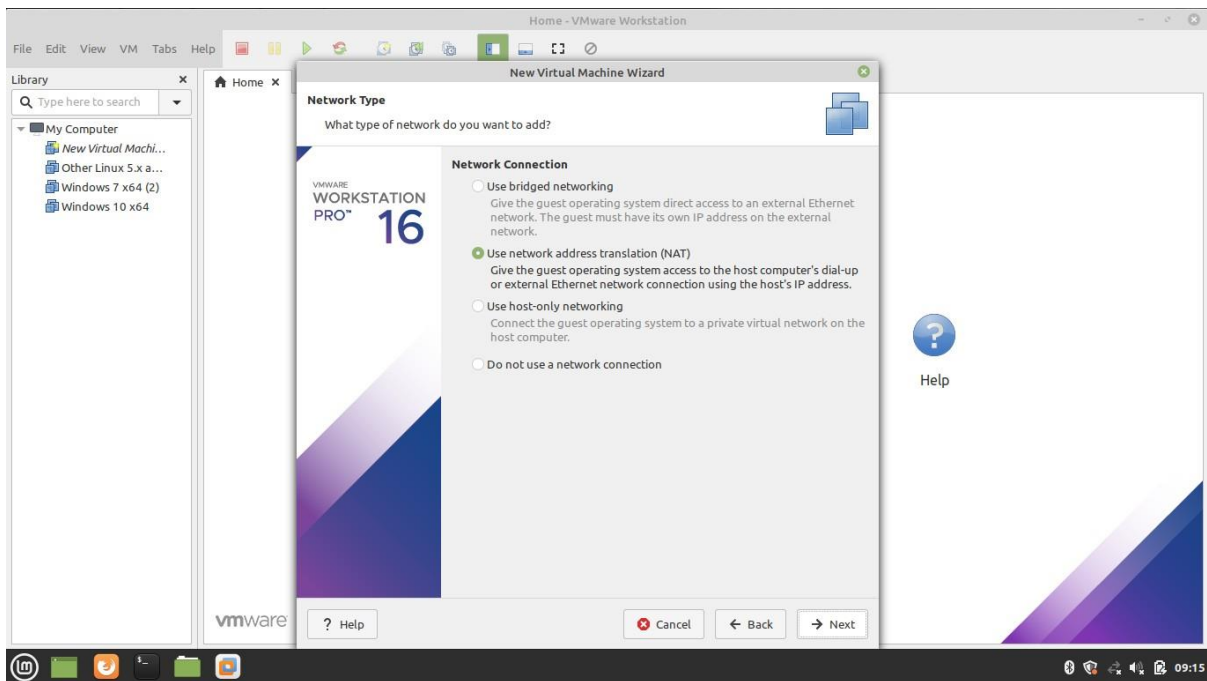 Home - VMware Workstation
File Edit View VM Tabs Help
Library
Home
Type here to search
My Computer
New Virtual Machi...
Other Linux 5.x a...
Windows 7 x64 (2)
Windows 10 x64
New Virtual Machine Wizard
Network Type
What type of network do you want to add?
VMWARE
WORKSTATION
PRO™ 16
Network Connection
Use bridged networking
Give the guest operating system direct access to an external Ethernet
network. The guest must have its own IP address on the external
network.
Use network address translation (NAT)
Give the guest operating system access to the host computer's dial-up
or external Ethernet network connection using the host's IP address.
Use host-only networking
Connect the guest operating system to a private virtual network on the
host computer.
Do not use a network connection
Help
vmware
? Help
Cancel
Back
Next
09:15